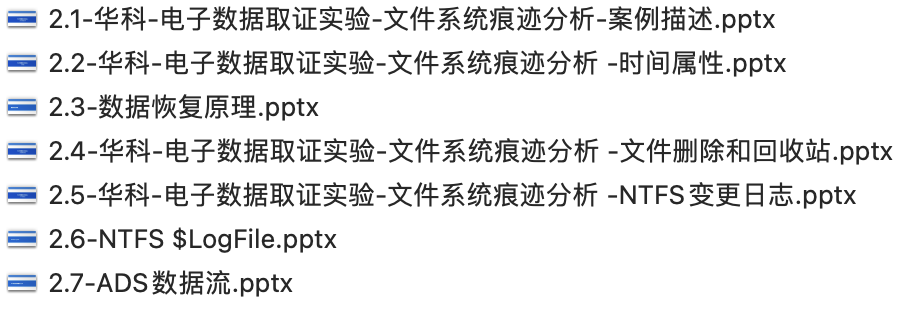 2.1-华科-电子数据取证实验-文件系统痕迹分析-案例描述.pptx
2.2-华科-电子数据取证实验-文件系统痕迹分析 -时间属性.pptx
2.3-数据恢复原理.pptx
2.4-华科-电子数据取证实验-文件系统痕迹分析 -文件删除和回收站.pptx
2.5-华科-电子数据取证实验-文件系统痕迹分析 -NTFS变更日志.pptx
2.6-NTFS $LogFile.pptx
2.7-ADS数据流.pptx